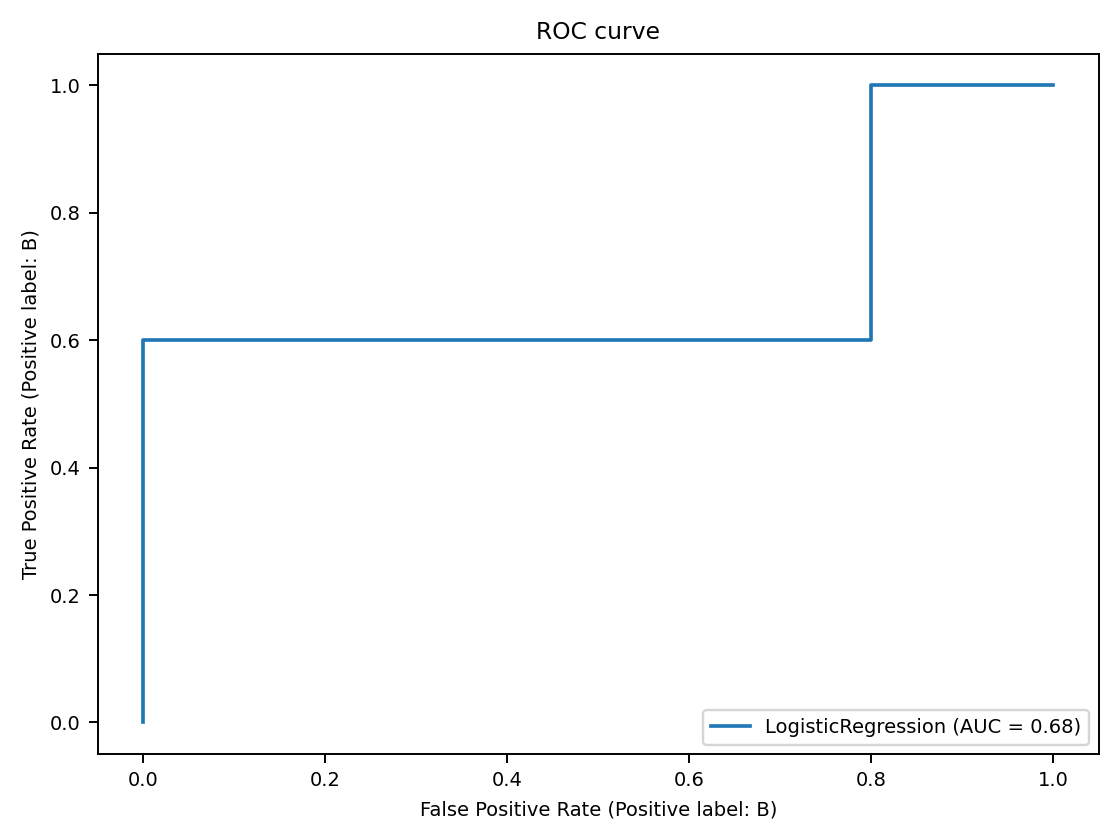 ROC curve
True Positive Rate (Positive label: B)
1.0
0.8
0.6
0.4
0.2
0.0
LogisticRegression (AUC = 0.68)
0.0 0.2 0.4 0.6 0.8 1.0
False Positive Rate (Positive label: B)